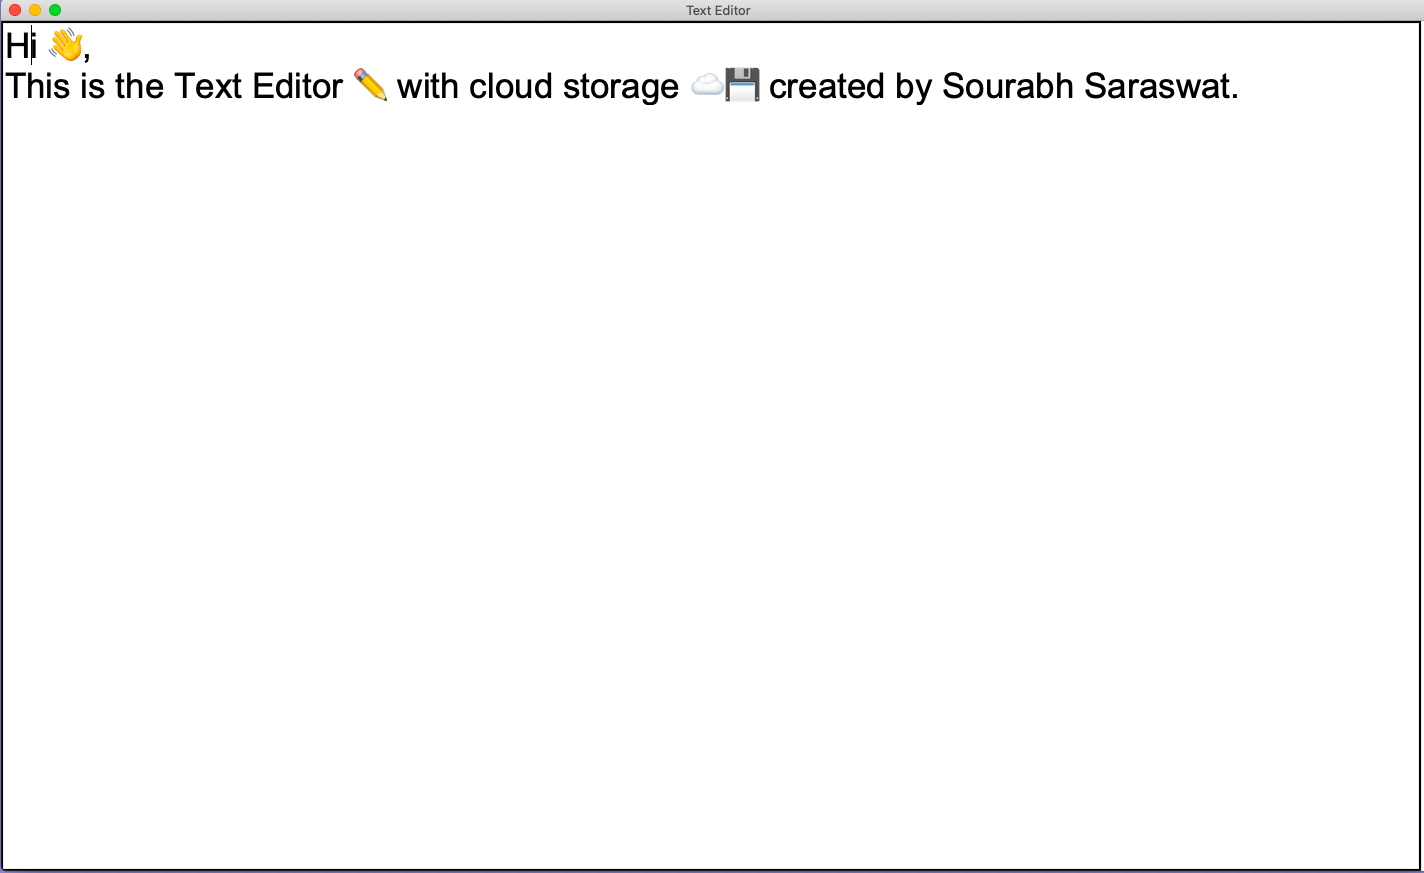 Text Editor
Hi 👋,
This is the Text Editor ✏️ with cloud storage ☁️💾 created by Sourabh Saraswat.